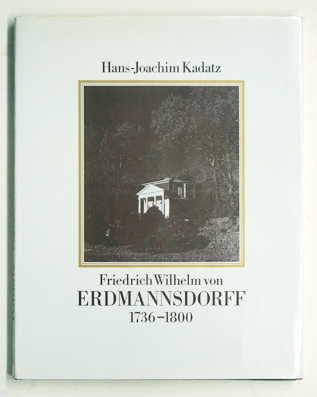 Hans-Joachim Kadatz
Friedrich Wilhelm von
ERDMANNSDORFF
1736–1800